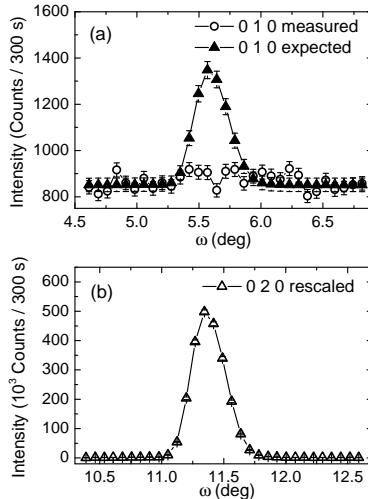 (a)
0 1 0 measured
0 1 0 expected
Intensity (Counts / 300 s)
1600
1400
1200
1000
800
4.5 5.0 5.5 6.0 6.5
ω (deg)
(b)
0 2 0 rescaled
Intensity (10³ Counts / 300 s)
600
500
400
300
200
100
0
10.5 11.0 11.5 12.0 12.5
ω (deg)